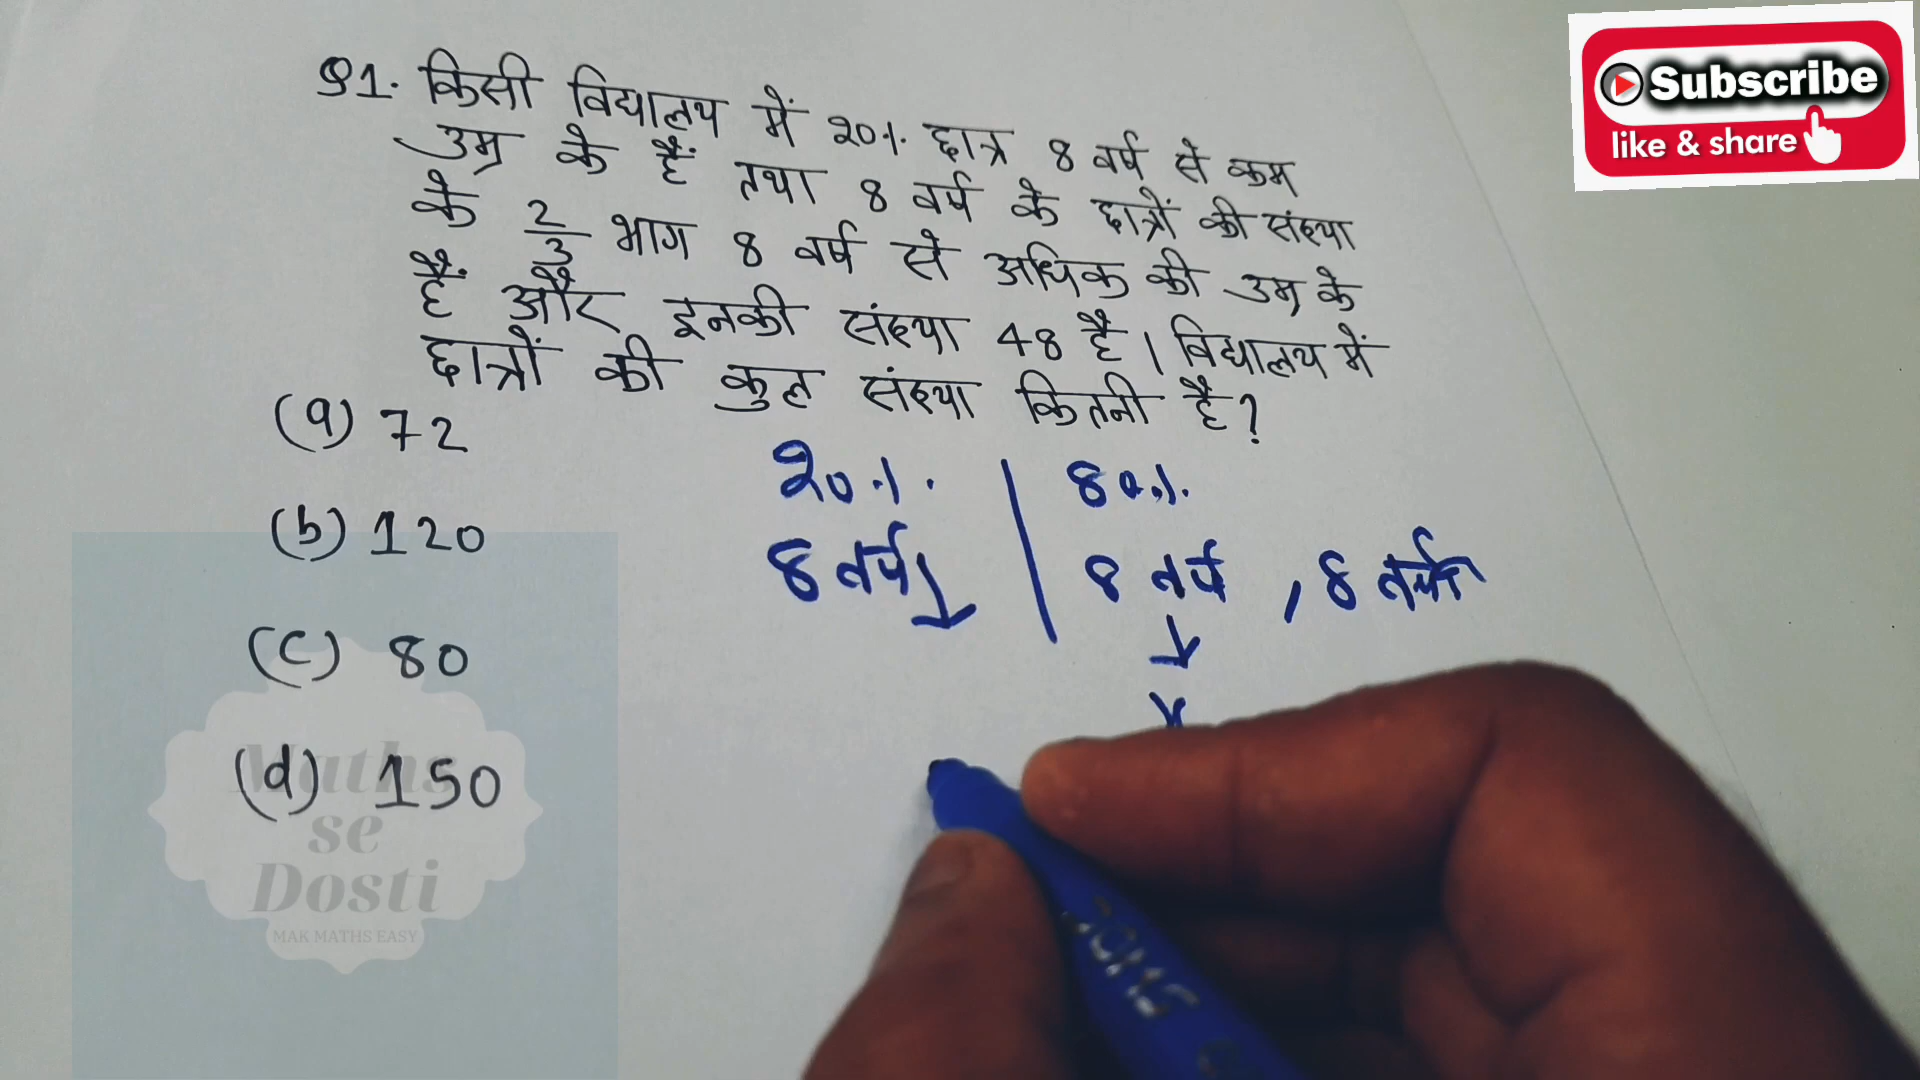 Q1. किसी विद्यालय में 20% छात्र 8 वर्ष से कम
उम्र के हैं तथा 8 वर्ष के छात्रों की संख्या
के 2/3 भाग 8 वर्ष से अधिक की उम्र के
हैं और इनकी संख्या 48 है। विद्यालय में
छात्रों की कुल संख्या कितनी है?
(a) 72
(b) 120
(c) 80
(d) 150
20% | 80%
8 वर्ष↓ | 8 वर्ष , 8 वर्ष
Subscribe
like & share
Maths
se
Dosti
MAK MATHS EASY